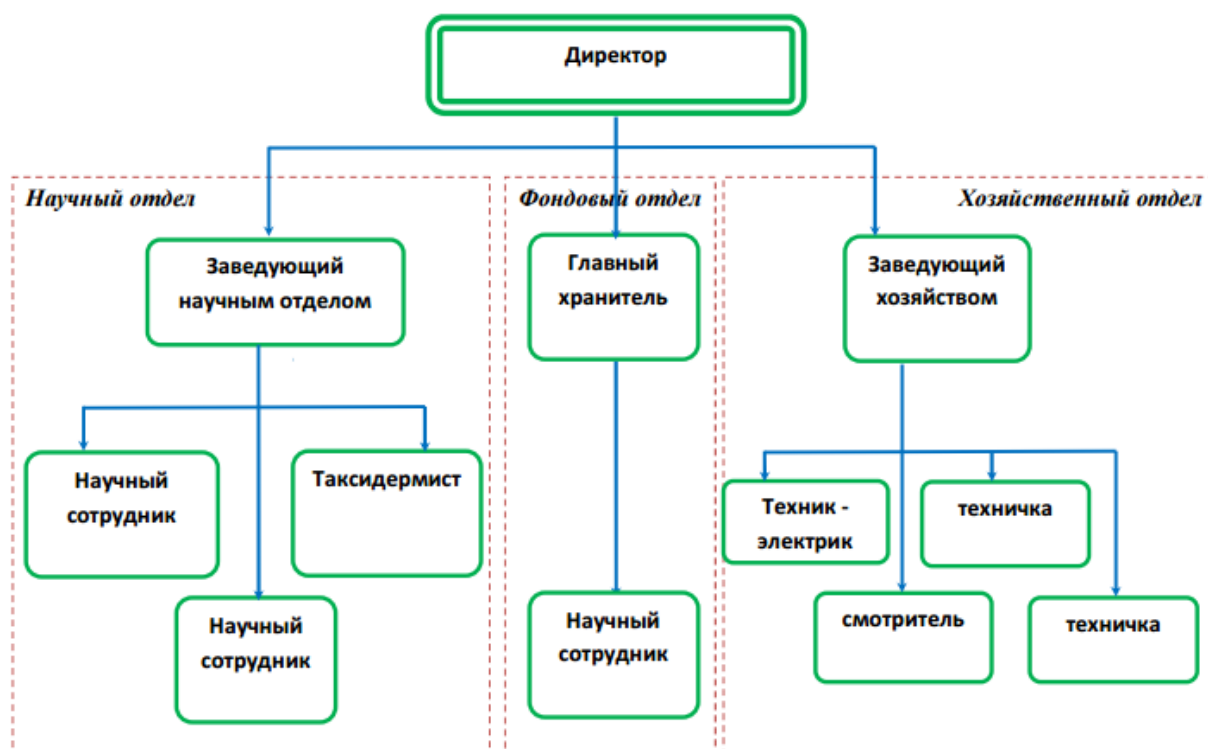 Директор
Научный отдел
Фондовый отдел
Хозяйственный отдел
Заведующий
научным отделом
Главный
хранитель
Заведующий
хозяйством
Научный
сотрудник
Таксидермист
Техник -
электрик
техничка
Научный
сотрудник
Научный
сотрудник
смотритель
техничка